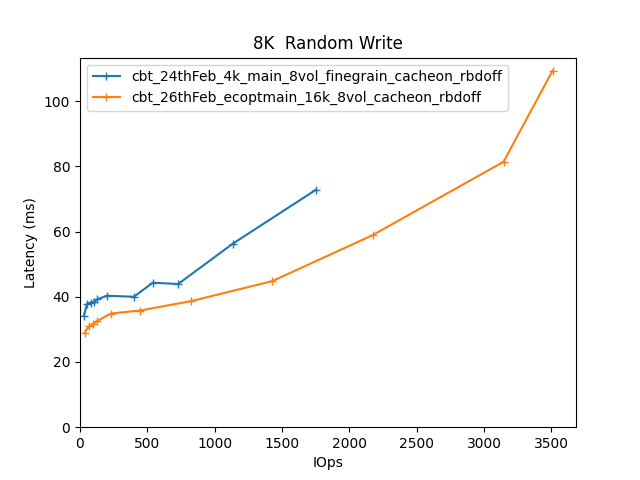 8K  Random Write
cbt_24thFeb_4k_main_8vol_finegrain_cacheon_rbdoff
cbt_26thFeb_ecoptmain_16k_8vol_cacheon_rbdoff
Latency (ms)
100
80
60
40
20
0
0 500 1000 1500 2000 2500 3000 3500
IOps